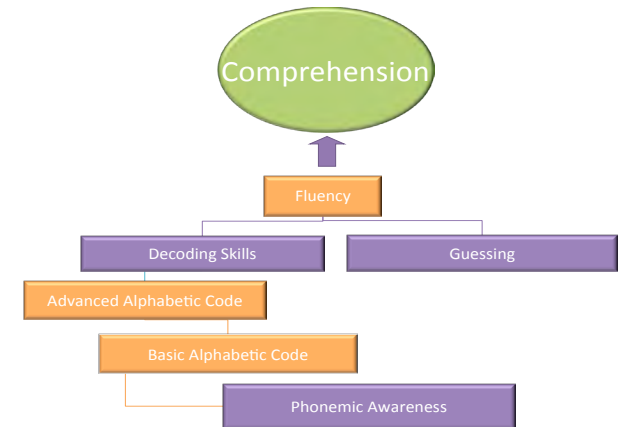 Comprehension
Fluency
Decoding Skills
Guessing
Advanced Alphabetic Code
Basic Alphabetic Code
Phonemic Awareness